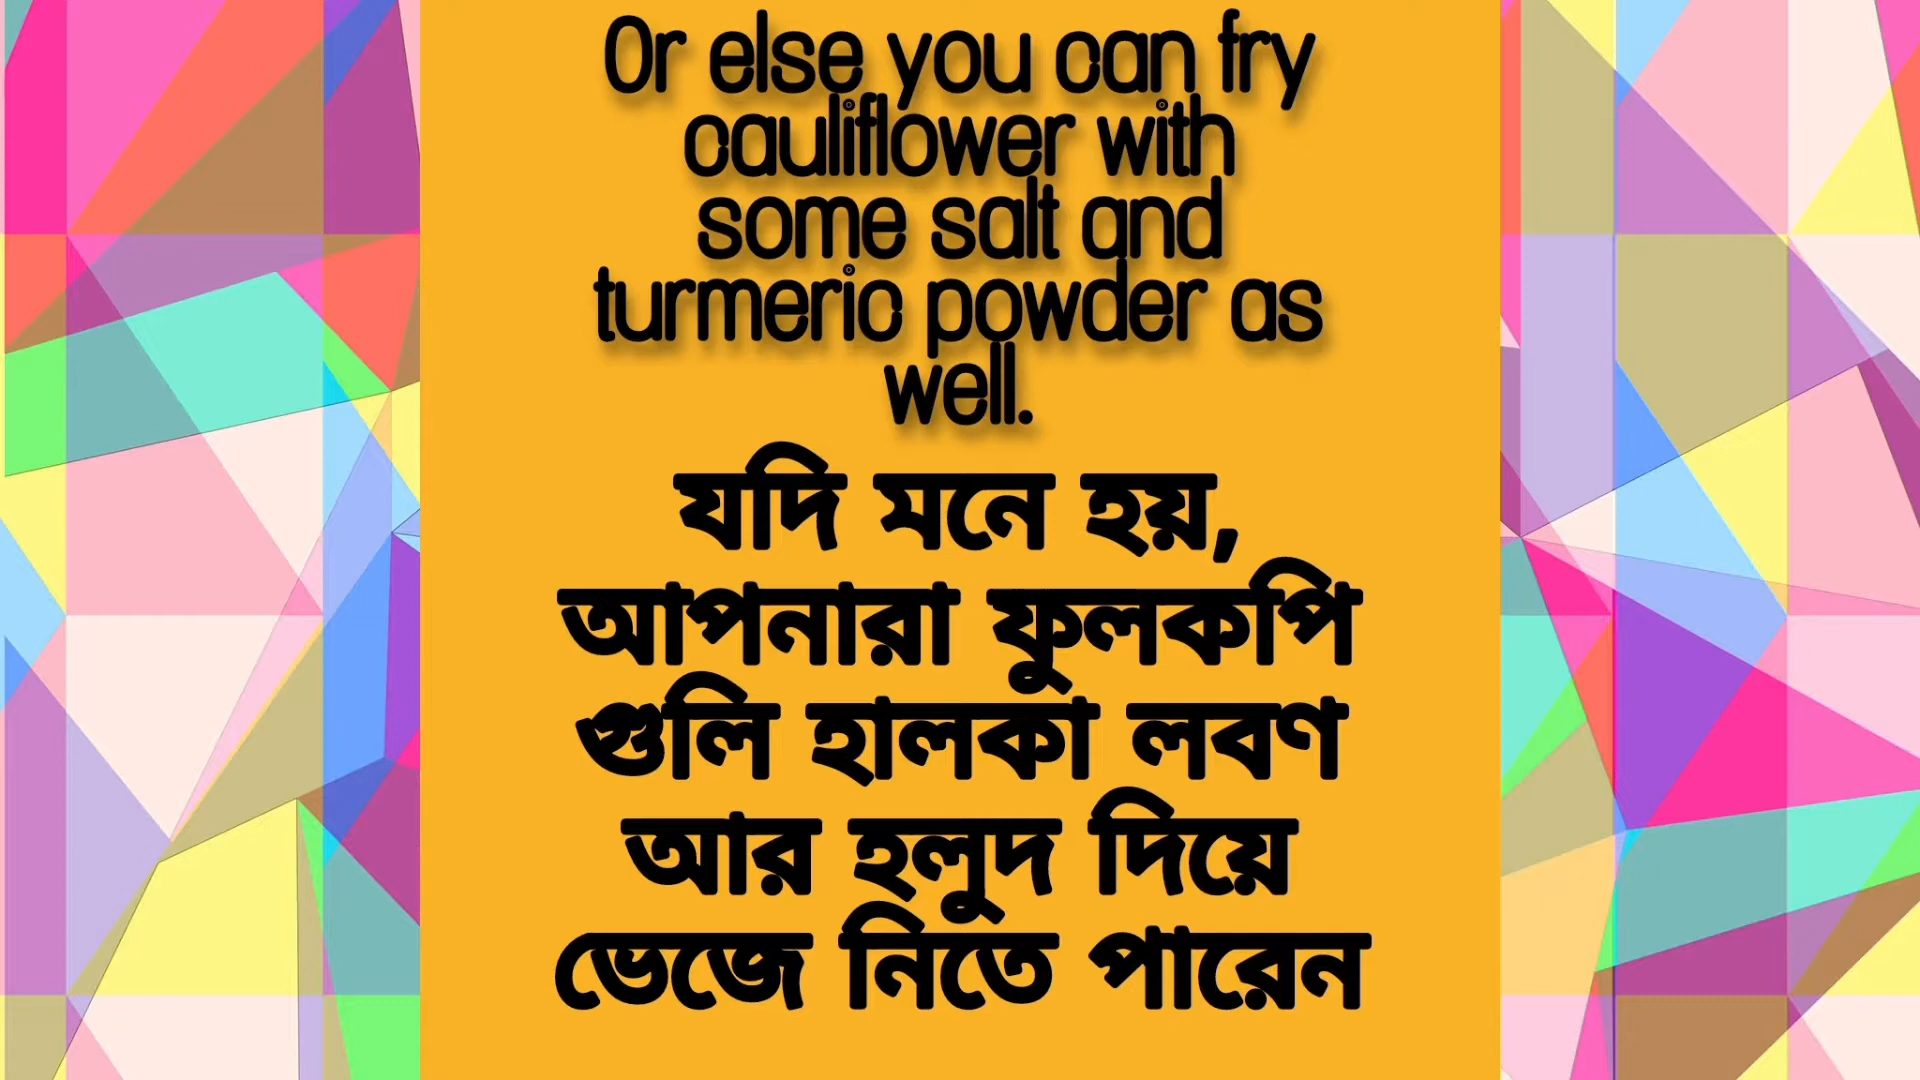 Or else you can fry
cauliflower with
some salt and
turmeric powder as
well.
যদি মনে হয়,
আপনারা ফুলকপি
গুলি হালকা লবণ
আর হলুদ দিয়ে
ভেজে নিতে পারেন